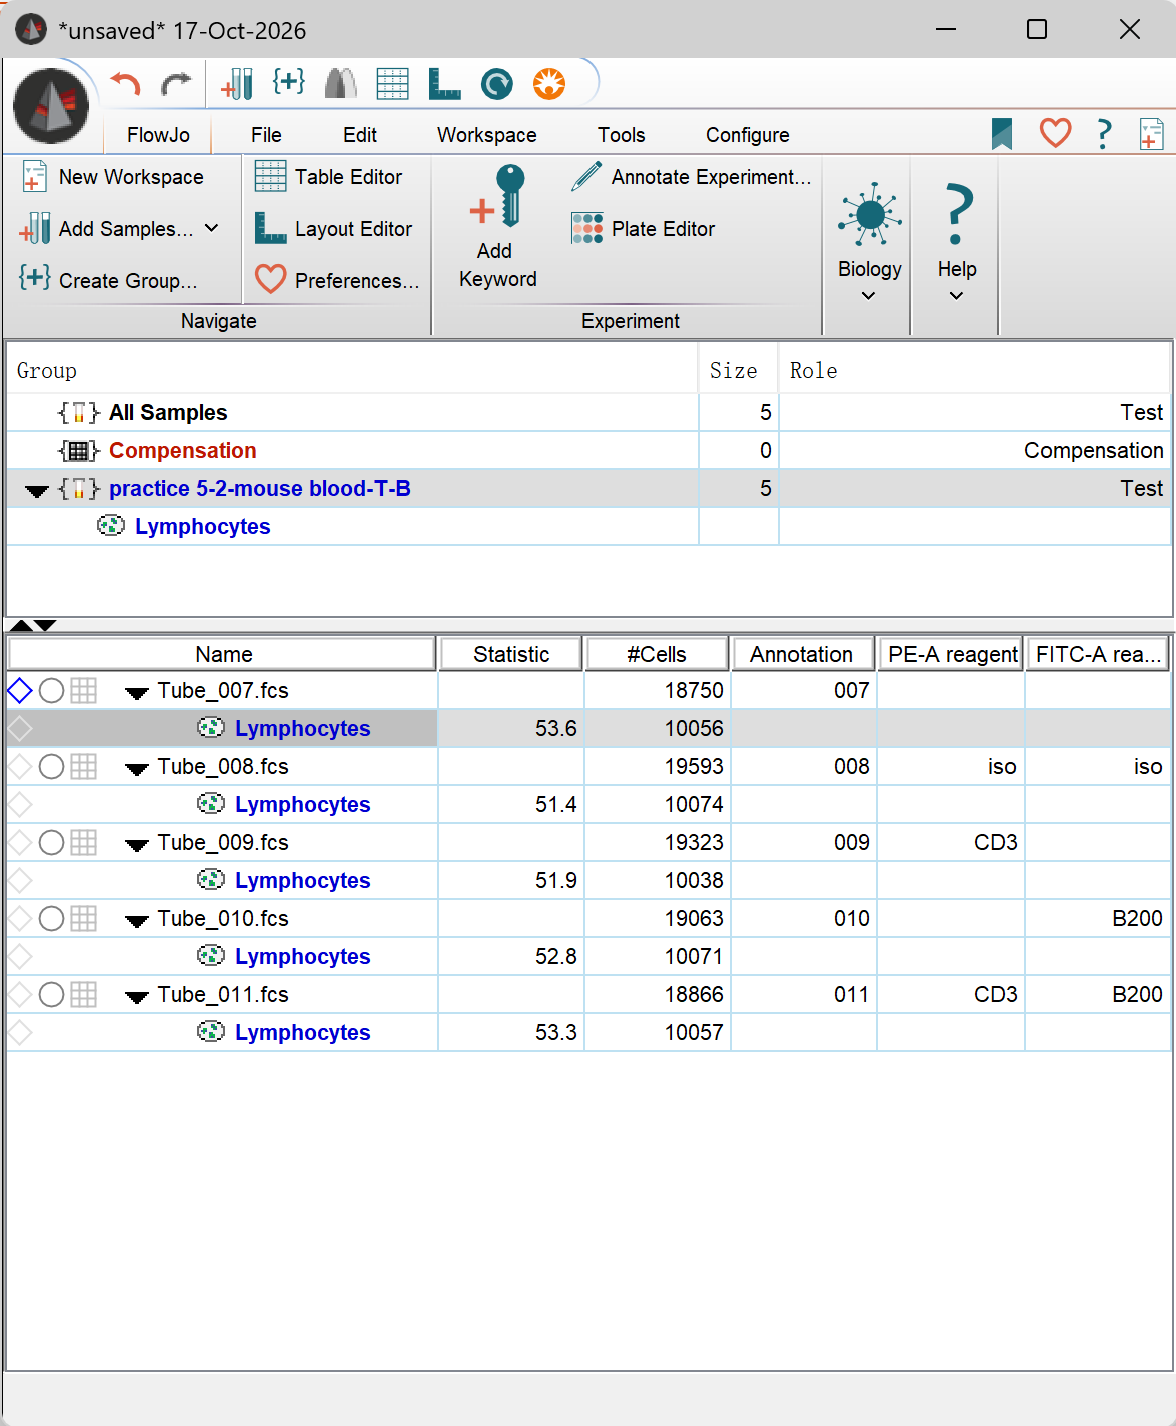 *unsaved* 17-Oct-2026
FlowJo File Edit Workspace Tools Configure
New Workspace Table Editor Annotate Experiment...
Add Samples... Layout Editor Plate Editor
Add Keyword
Biology Help
Create Group... Preferences...
Navigate Experiment
Group Size Role
All Samples 5 Test
Compensation 0 Compensation
practice 5-2-mouse blood-T-B 5 Test
Lymphocytes
Name Statistic #Cells Annotation PE-A reagent FITC-A rea...
Tube_007.fcs 18750 007
Lymphocytes 53.6 10056
Tube_008.fcs 19593 008 iso iso
Lymphocytes 51.4 10074
Tube_009.fcs 19323 009 CD3
Lymphocytes 51.9 10038
Tube_010.fcs 19063 010 B200
Lymphocytes 52.8 10071
Tube_011.fcs 18866 011 CD3 B200
Lymphocytes 53.3 10057